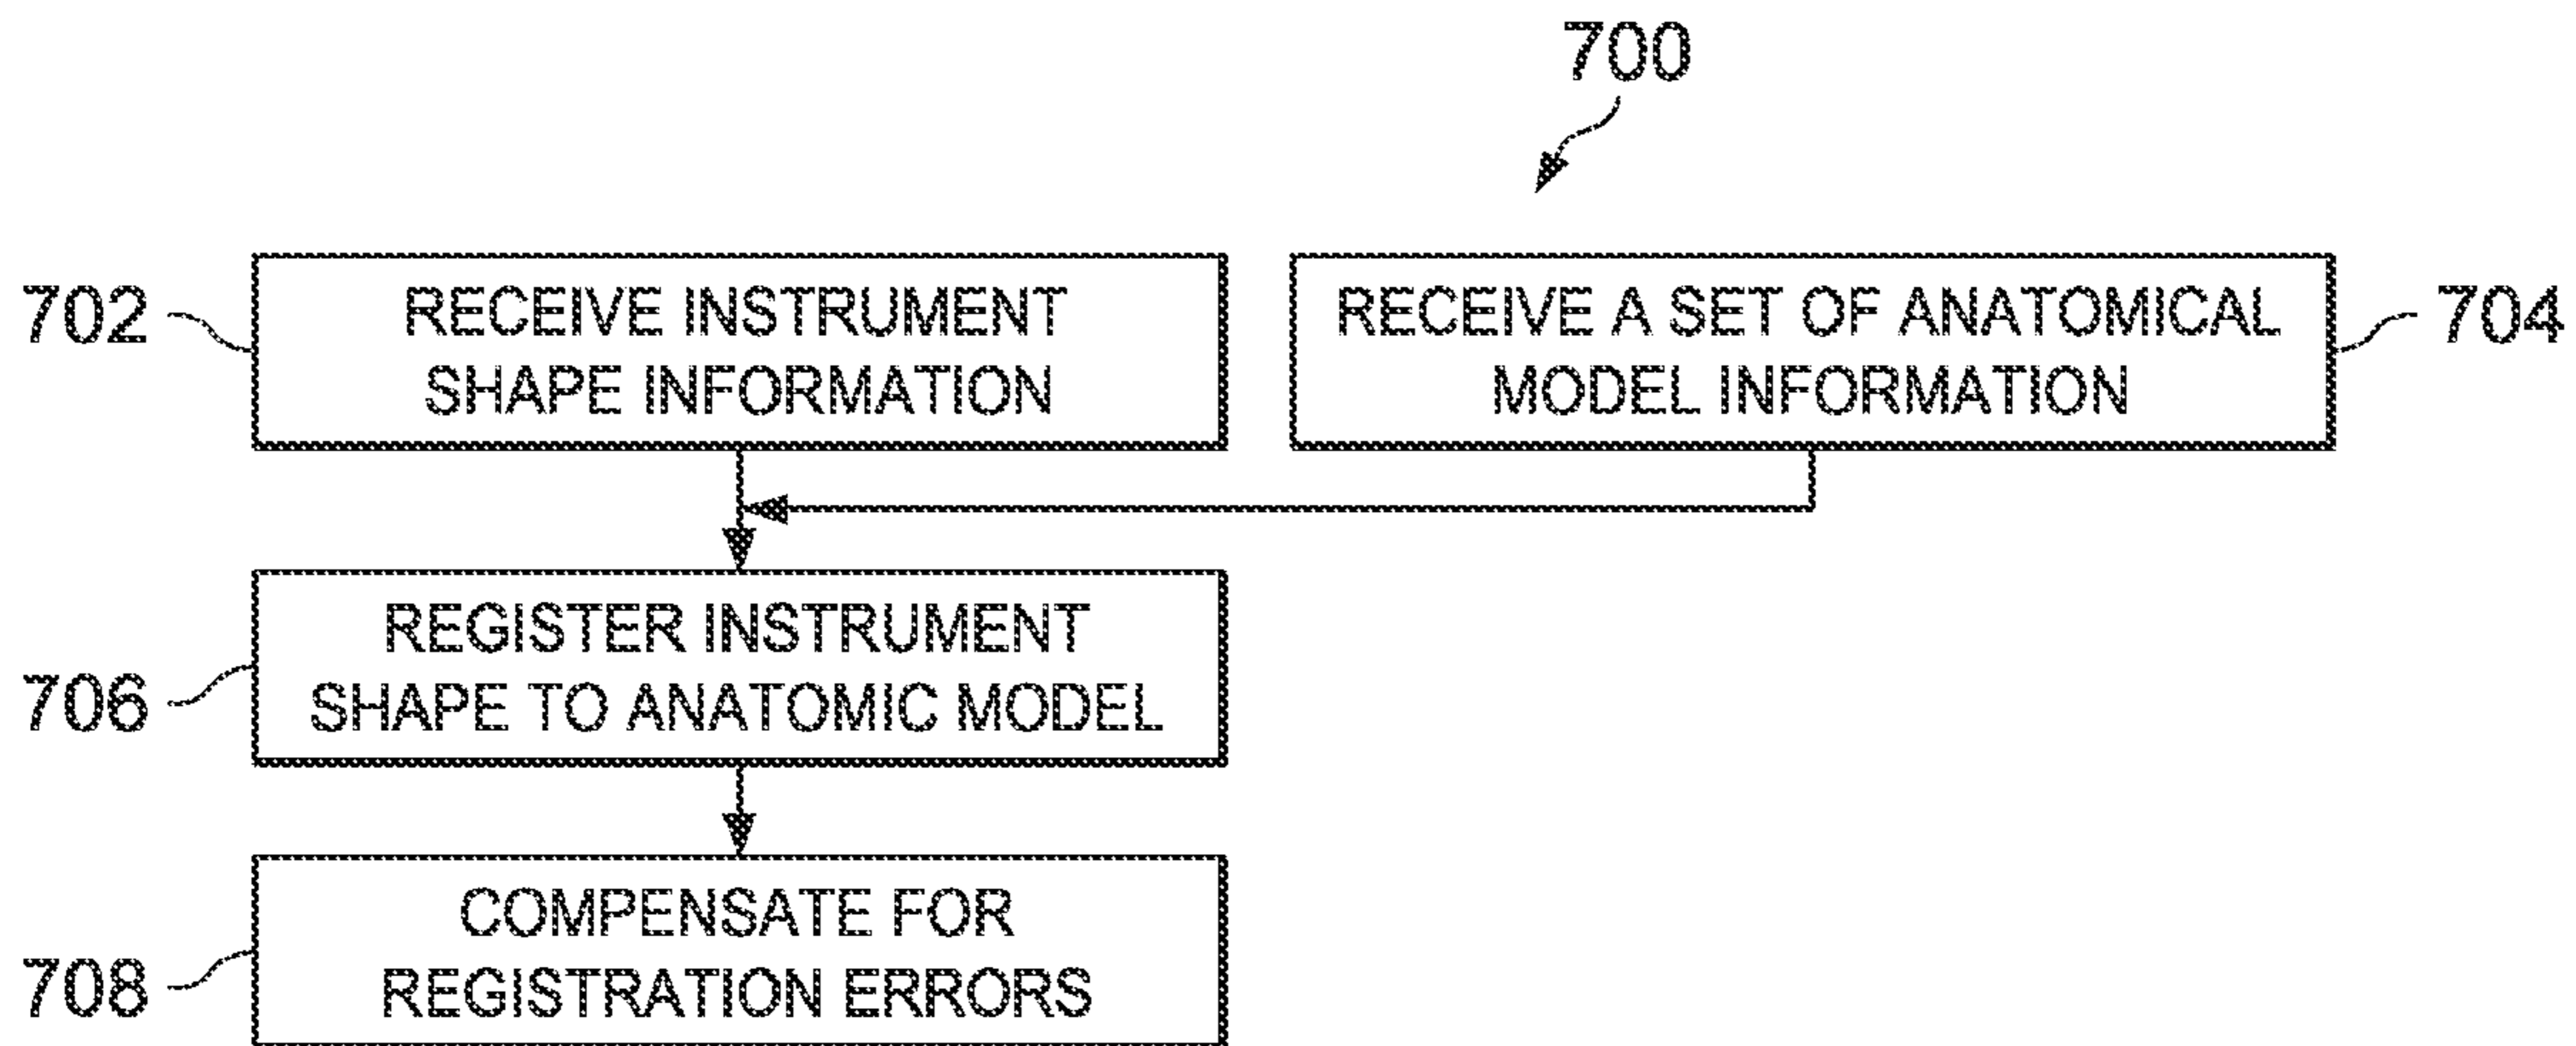 700
702
RECEIVE INSTRUMENT
SHAPE INFORMATION
RECEIVE A SET OF ANATOMICAL
MODEL INFORMATION
704
706
REGISTER INSTRUMENT
SHAPE TO ANATOMIC MODEL
708
COMPENSATE FOR
REGISTRATION ERRORS